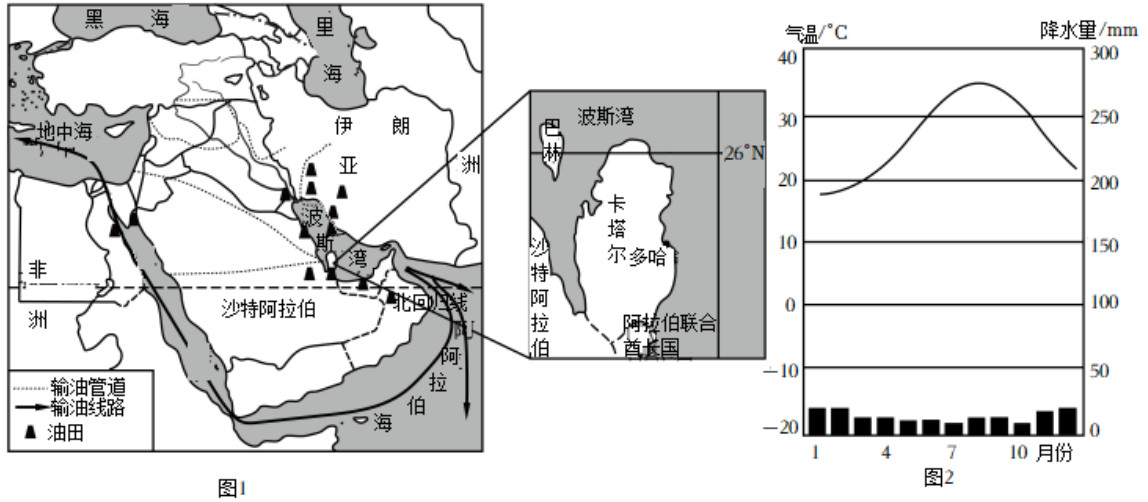 黑海
里海
地中海
伊朗
亚洲
波斯湾
非洲
沙特阿拉伯
北回归线
阿拉伯海
输油管道
输油线路
油田
图1
波斯湾
巴林
26°N
卡塔尔
多哈
沙特阿拉伯
阿拉伯联合
酋长国
气温/°C
降水量/mm
40
30
20
10
0
-10
-20
300
250
200
150
100
50
0
1
4
7
10
月份
图2